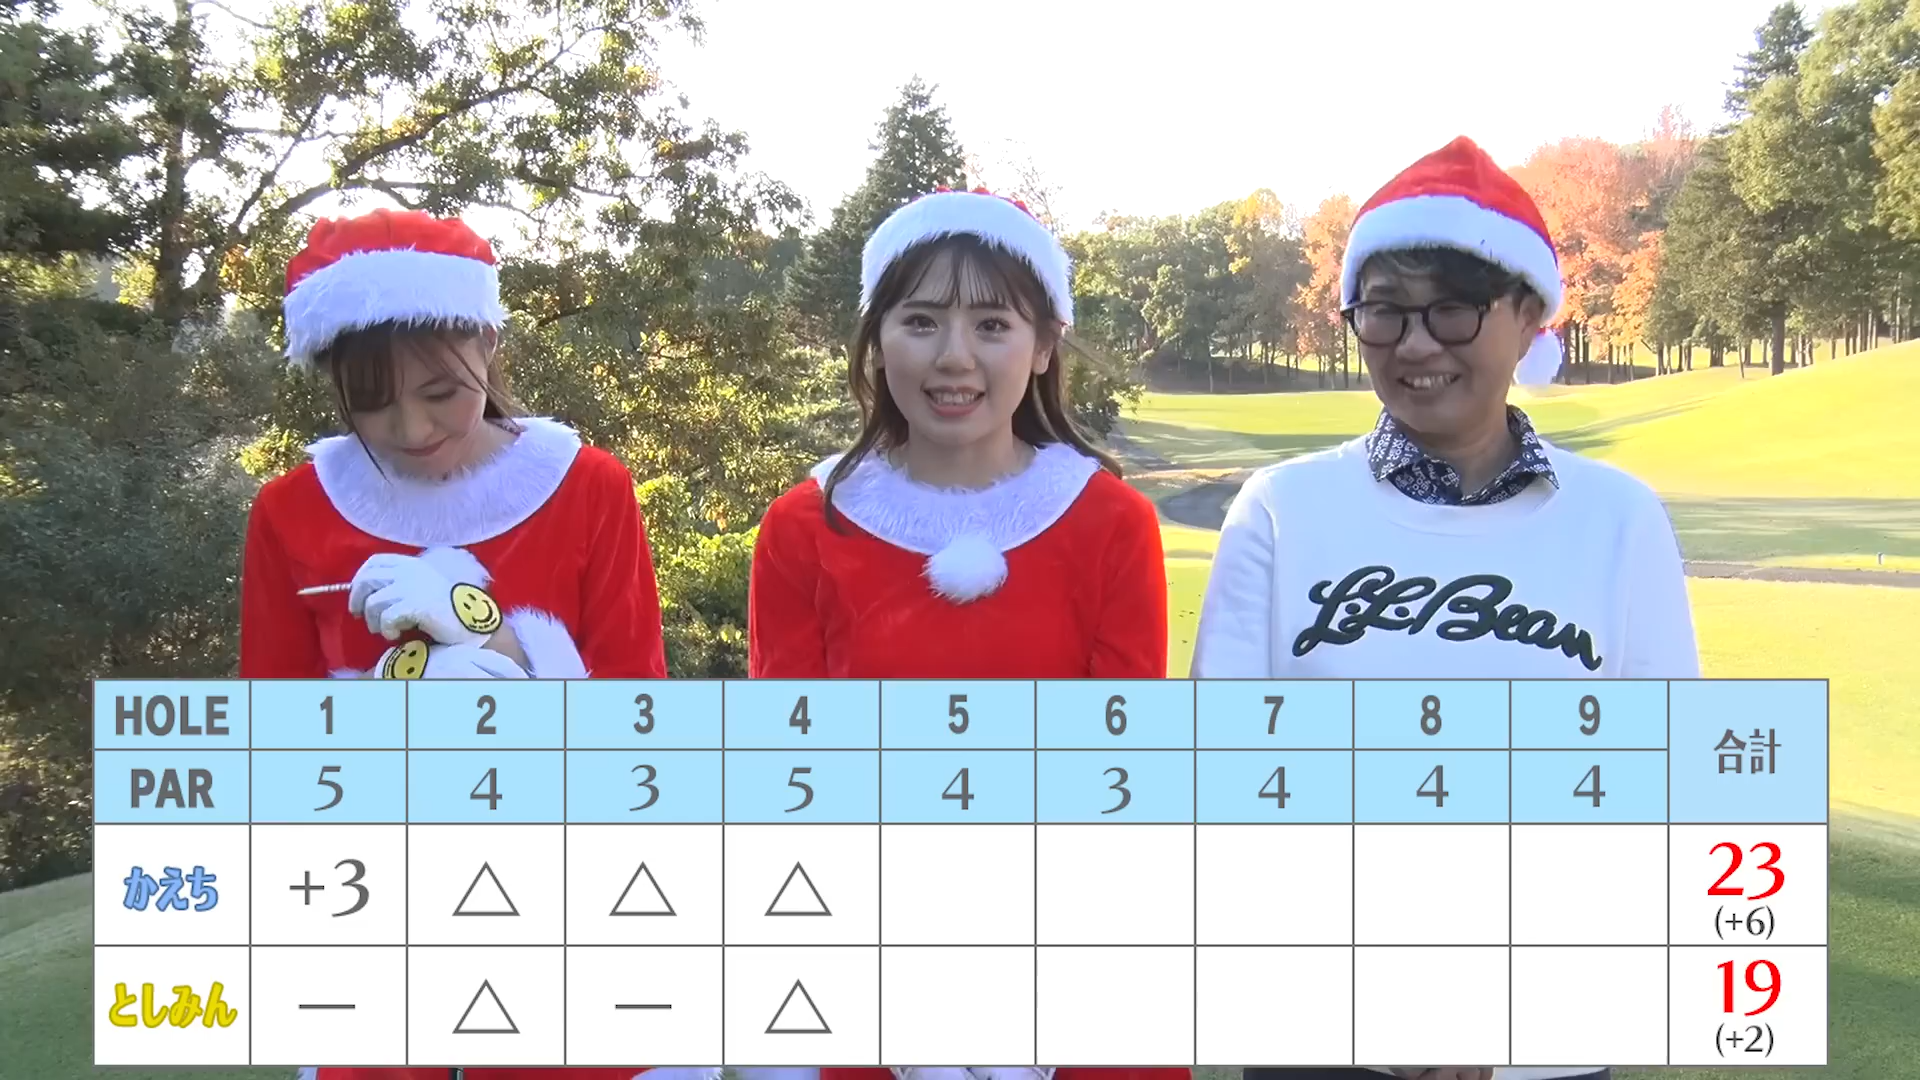 L.L.Bean
HOLE 1 2 3 4 5 6 7 8 9 合計
PAR 5 4 3 5 4 3 4 4 4
かえち +3 △ △ △ 23
(+6)
としみん — △ — △ 19
(+2)